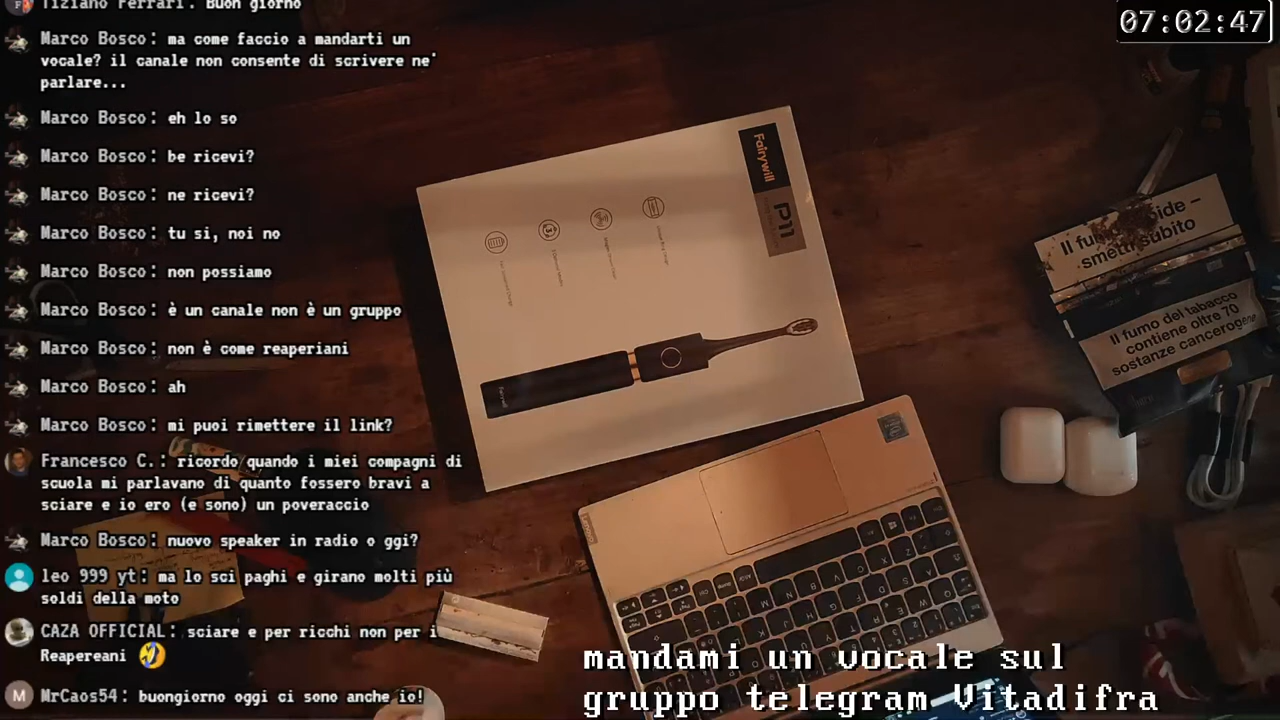 Tiziano Ferrari: Buon giorno
07:02:47
Marco Bosco: ma come faccio a mandarti un
vocale? il canale non consente di scrivere ne'
parlare...
Marco Bosco: eh lo so
Marco Bosco: be ricevi?
Marco Bosco: ne ricevi?
Marco Bosco: tu si, noi no
Marco Bosco: non possiamo
Marco Bosco: è un canale non è un gruppo
Marco Bosco: non è come reaperiani
Marco Bosco: ah
Marco Bosco: mi puoi rimettere il link?
Francesco C.: ricordo quando i miei compagni di
scuola mi parlavano di quanto fossero bravi a
sciare e io ero (e sono) un poveraccio
Marco Bosco: nuovo speaker in radio o ggi?
leo 999 yt: ma lo sci paghi e girano molti più
soldi della moto
CAZA OFFICIAL: sciare e per ricchi non per i
Reapereani 🤣
M
MrCaos54: buongiorno oggi ci sono anche io!
Fairywill
P11
Fairywill
Lenovo
Il fumo
smetti subito
Il fumo del tabacco
contiene oltre 70
sostanze cancerogene
mandami un vocale sul
gruppo telegram Vitadifra